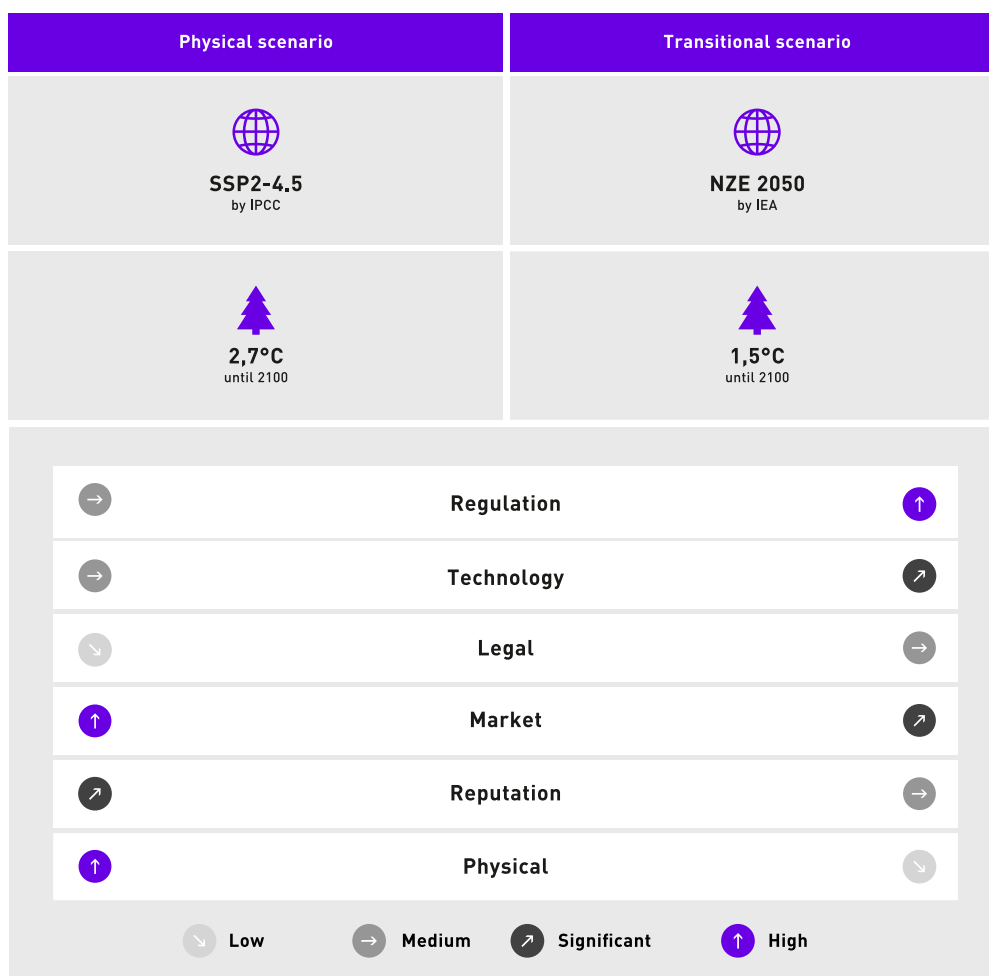 Physical scenario
Transitional scenario
SSP2-4.5
by IPCC
NZE 2050
by IEA
2,7°C
until 2100
1,5°C
until 2100
Regulation
Technology
Legal
Market
Reputation
Physical
Low
Medium
Significant
High